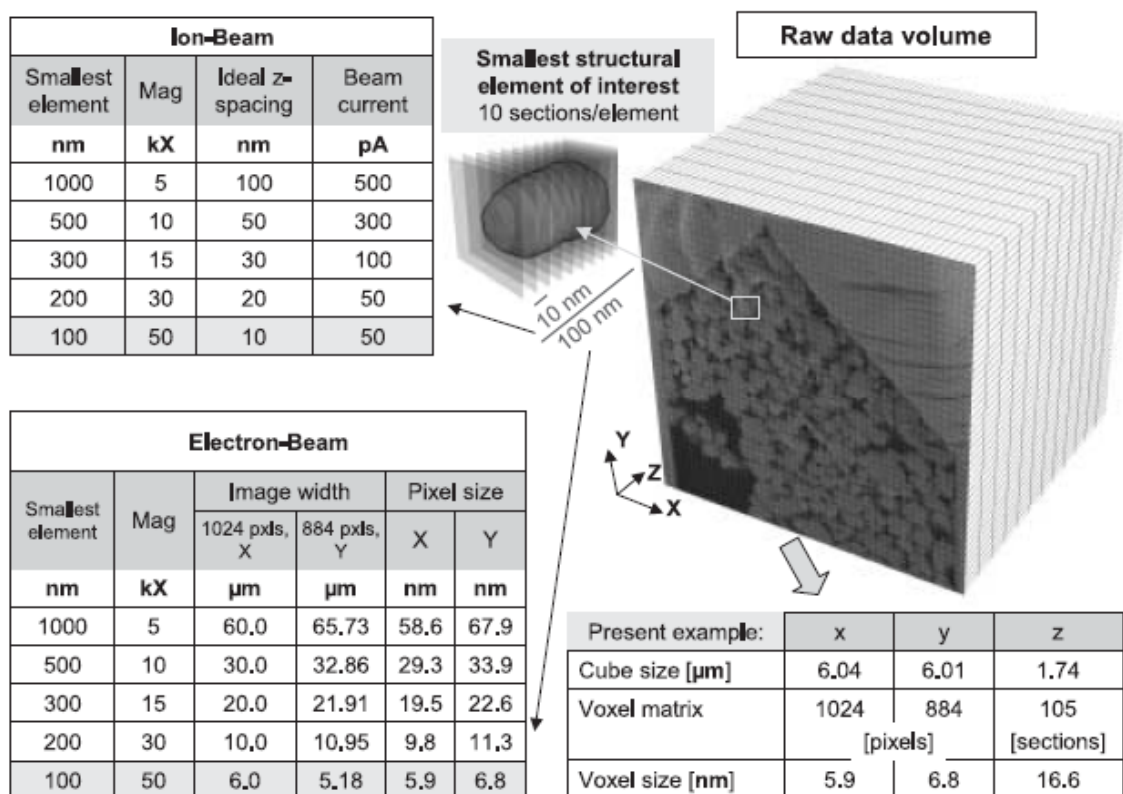 Ion-Beam
Smallest element Mag Ideal z-spacing Beam current
nm kX nm pA
1000 5 100 500
500 10 50 300
300 15 30 100
200 30 20 50
100 50 10 50
Smallest structural
element of interest
10 sections/element
10 nm
100 nm
Raw data volume
Y
Z
X
Electron-Beam
Smallest element Mag Image width Pixel size
1024 pxls, X 884 pxls, Y X Y
nm kX µm µm nm nm
1000 5 60.0 65.73 58.6 67.9
500 10 30.0 32.86 29.3 33.9
300 15 20.0 21.91 19.5 22.6
200 30 10.0 10.95 9.8 11.3
100 50 6.0 5.18 5.9 6.8
Present example: x y z
Cube size [µm] 6.04 6.01 1.74
Voxel matrix 1024 884 105
[pixels] [sections]
Voxel size [nm] 5.9 6.8 16.6